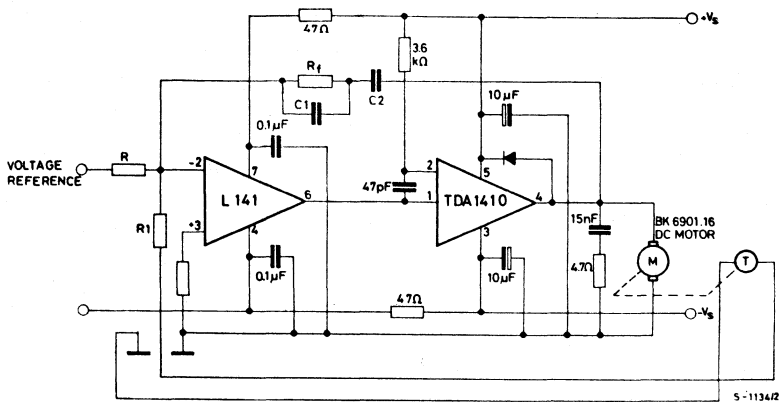 47Ω
+Vs
3.6
kΩ
Rf
10µF
C1
C2
0.1µF
VOLTAGE
REFERENCE
R
-2
7
2
5
47pF
L 141
6
1
TDA1410
4
15nF
BK 6901.16
DC MOTOR
R1
+3
4
3
M
T
0.1µF
10µF
4.7Ω
47Ω
-Vs
S-1134/2